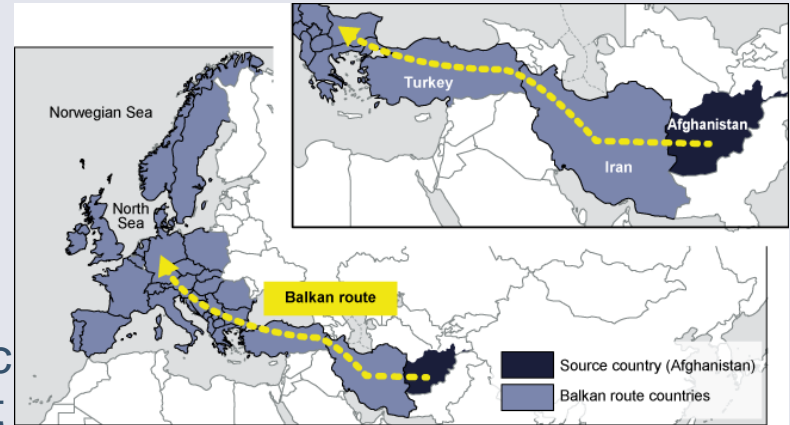 Turkey
Afghanistan
Iran
Norwegian Sea
North
Sea
Balkan route
Source country (Afghanistan)
Balkan route countries
C